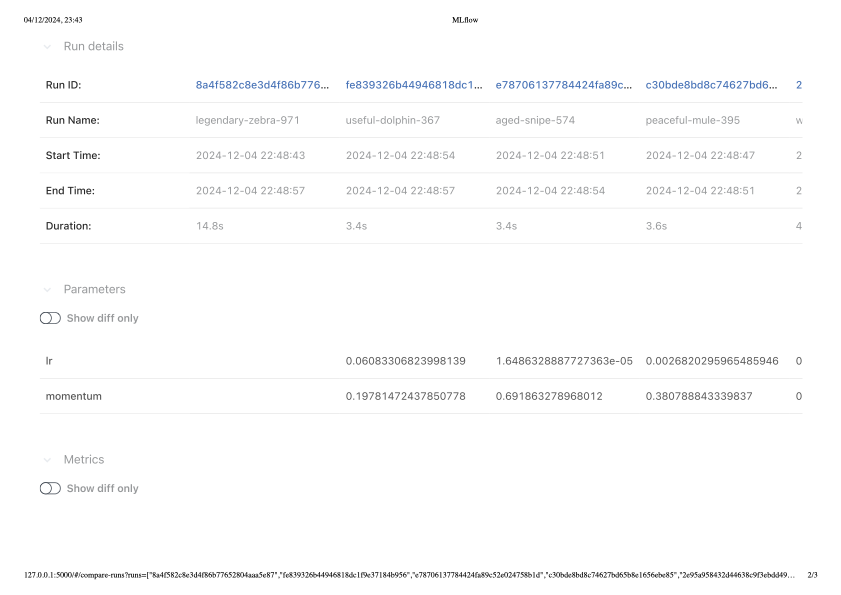 04/12/2024, 23:43 MLflow
Run details
Run ID: 8a4f582c8e3d4f86b776... fe839326b44946818dc1... e78706137784424fa89c... c30bde8bd8c74627bd6... 2
Run Name: legendary-zebra-971 useful-dolphin-367 aged-snipe-574 peaceful-mule-395 w
Start Time: 2024-12-04 22:48:43 2024-12-04 22:48:54 2024-12-04 22:48:51 2024-12-04 22:48:47 2
End Time: 2024-12-04 22:48:57 2024-12-04 22:48:57 2024-12-04 22:48:54 2024-12-04 22:48:51 2
Duration: 14.8s 3.4s 3.4s 3.6s 4
Parameters
Show diff only
lr 0.06083306823998139 1.6486328887727363e-05 0.0026820295965485946 0
momentum 0.19781472437850778 0.691863278968012 0.380788843339837 0
Metrics
Show diff only
127.0.0.1:5000/#/compare-runs?runs=["8a4f582c8e3d4f86b77652804aaa5e87","fe839326b44946818dc1f9e37184b956","e78706137784424fa89c52e024758b1d","c30bde8bd8c74627bd65b8e1656ebe85","2e95a958432d44638c9f3ebdd49... 2/3